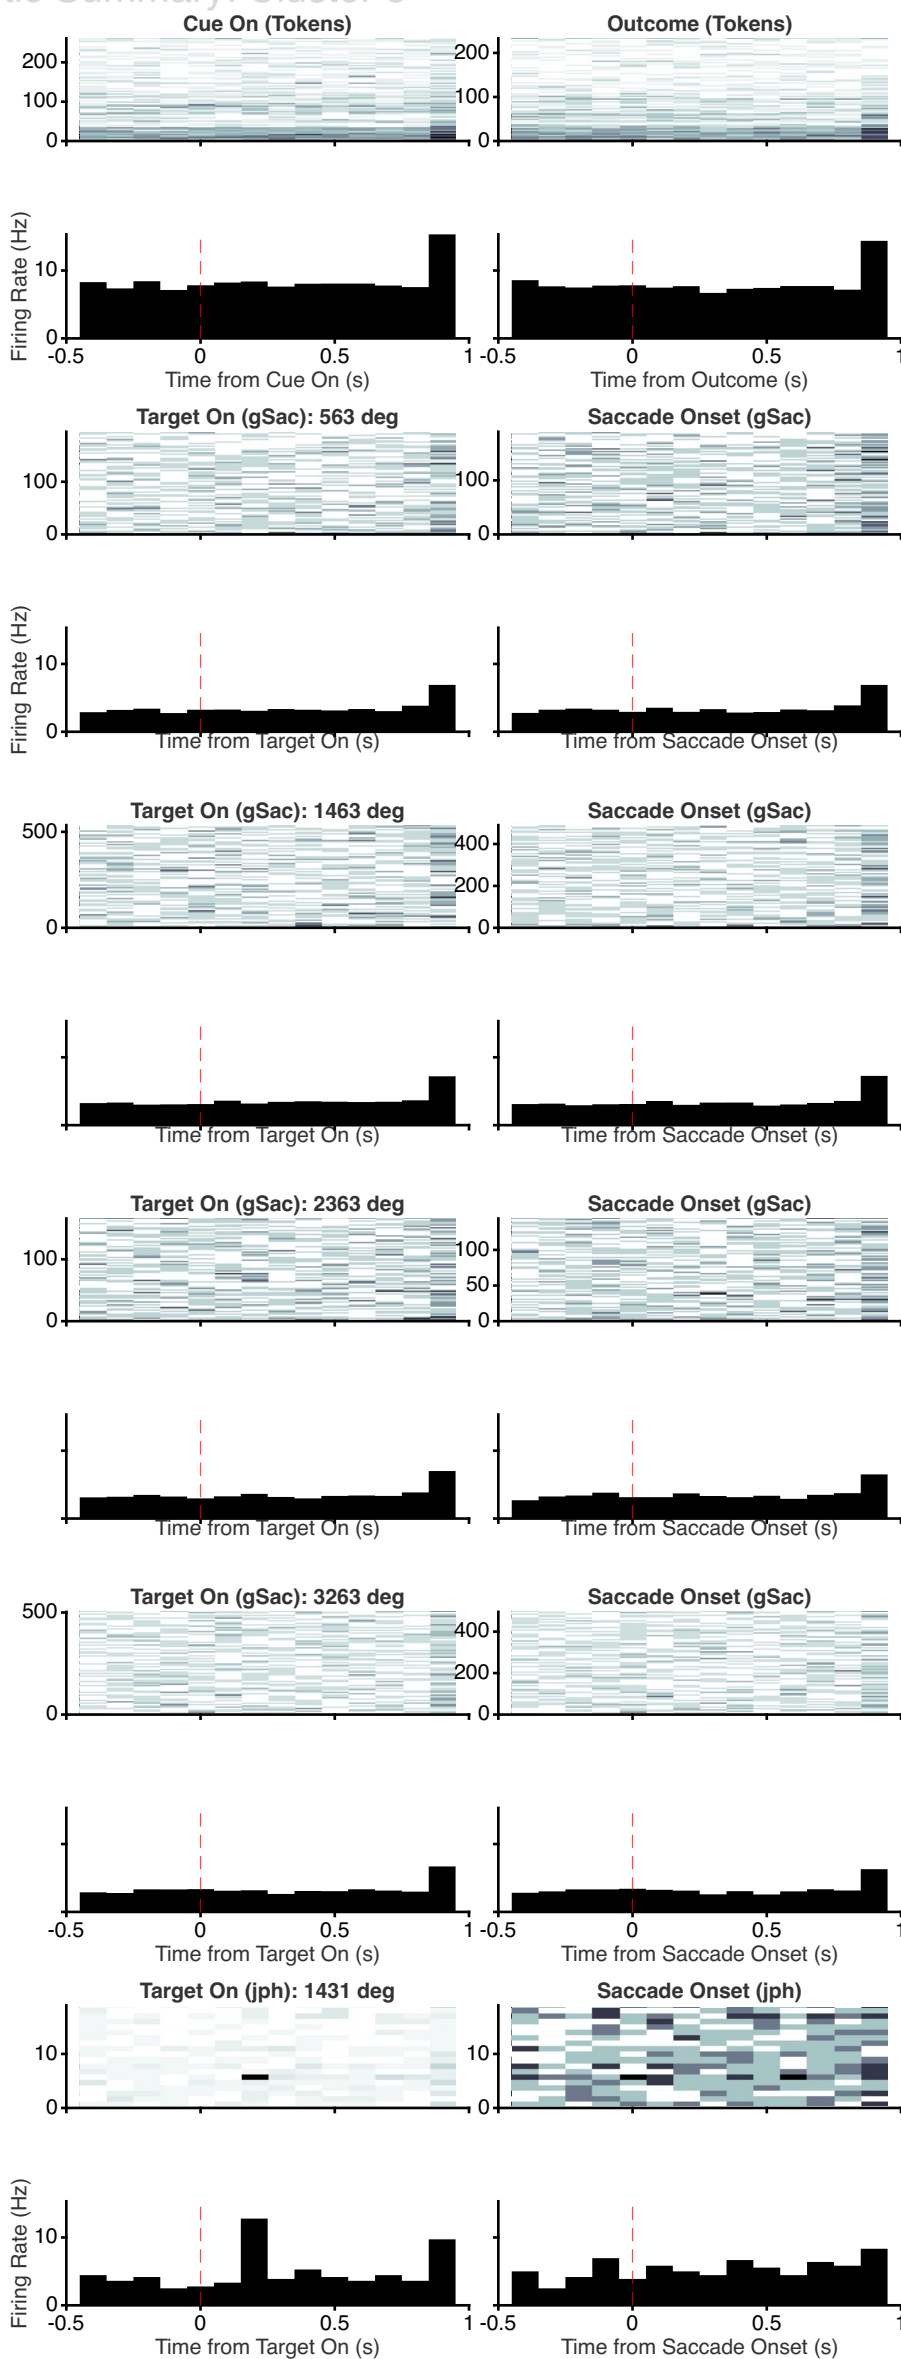 Summary: Cluster
Cue On (Tokens) Outcome (Tokens)
200 200
100 100
0 0
Firing Rate (Hz)
10
0
-0.5 0 0.5 1 -0.5 0 0.5 1
Time from Cue On (s) Time from Outcome (s)
Target On (gSac): 563 deg Saccade Onset (gSac)
100 100
0 0
Firing Rate (Hz)
10
0
Time from Target On (s) Time from Saccade Onset (s)
Target On (gSac): 1463 deg Saccade Onset (gSac)
500 400
200
0 0
Time from Target On (s) Time from Saccade Onset (s)
Target On (gSac): 2363 deg Saccade Onset (gSac)
100 100
50
0 0
Time from Target On (s) Time from Saccade Onset (s)
Target On (gSac): 3263 deg Saccade Onset (gSac)
500 400
200
0 0
-0.5 0 0.5 1 -0.5 0 0.5 1
Time from Target On (s) Time from Saccade Onset (s)
Target On (jph): 1431 deg Saccade Onset (jph)
10 10
0 0
Firing Rate (Hz)
10
0
-0.5 0 0.5 1 -0.5 0 0.5 1
Time from Target On (s) Time from Saccade Onset (s)